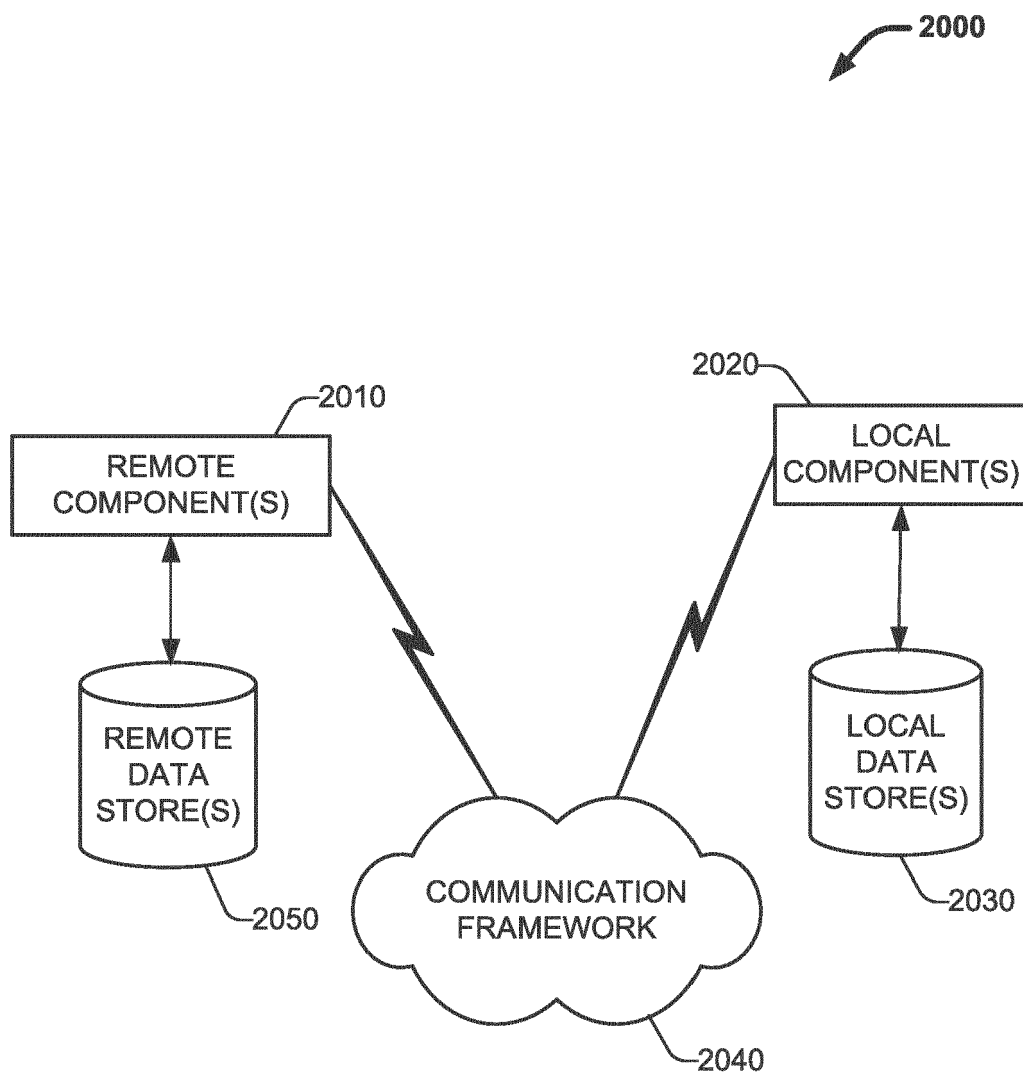 2000
2010
2020
REMOTE
COMPONENT(S)
LOCAL
COMPONENT(S)
REMOTE
DATA
STORE(S)
LOCAL
DATA
STORE(S)
2050
COMMUNICATION
FRAMEWORK
2030
2040